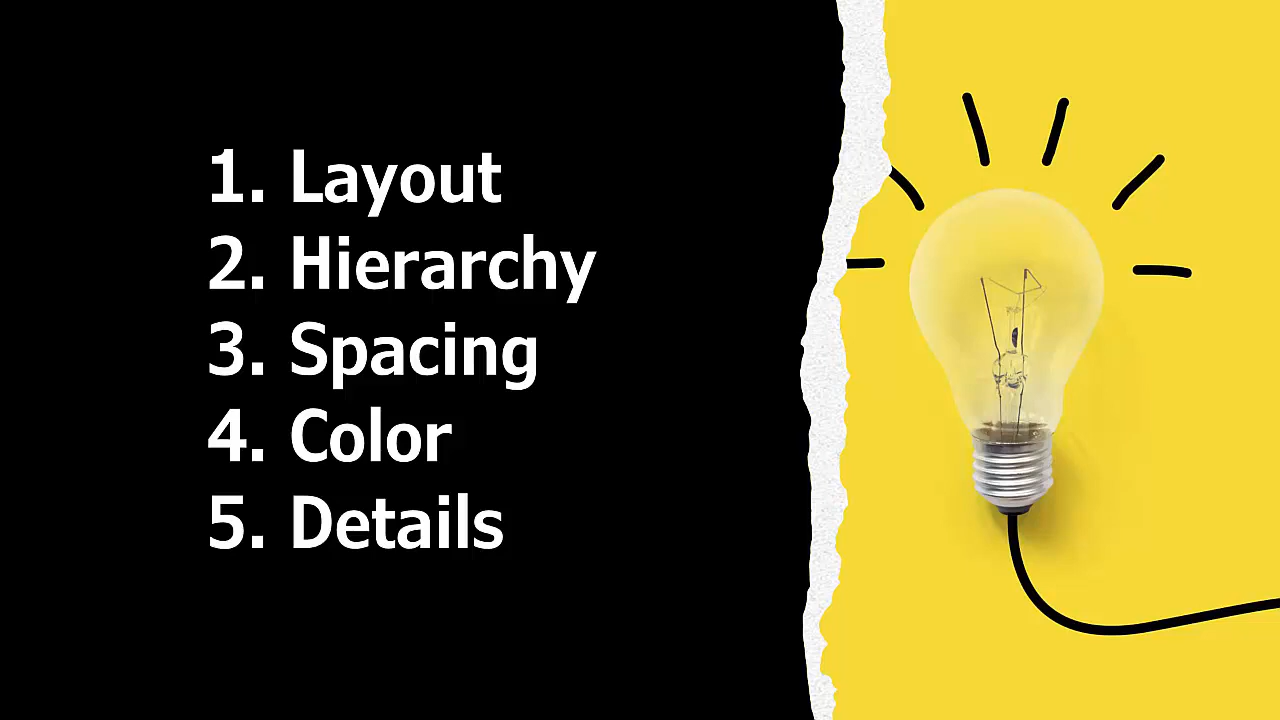 1. Layout
2. Hierarchy
3. Spacing
4. Color
5. Details